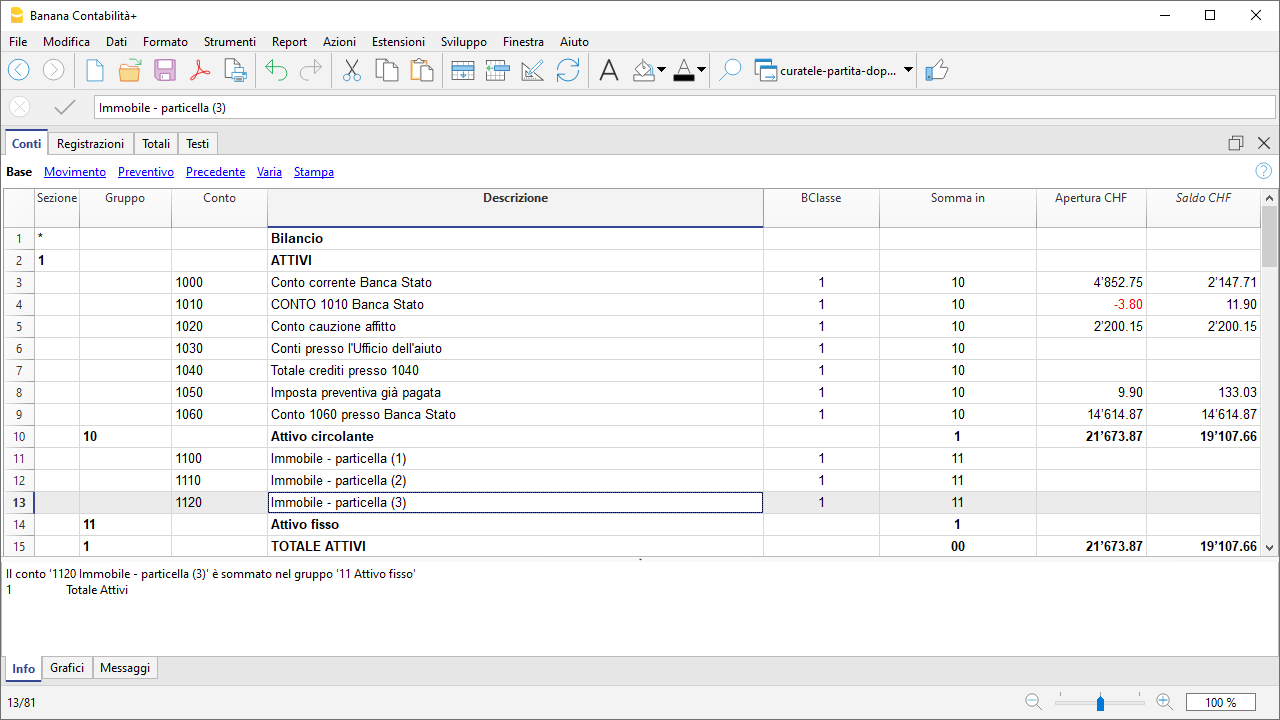 Banana Contabilità+
File Modifica Dati Formato Strumenti Report Azioni Estensioni Sviluppo Finestra Aiuto
curatele-partita-dop...
Immobile - particella (3)
Conti Registrazioni Totali Testi
Base Movimento Preventivo Precedente Varia Stampa
Sezione Gruppo Conto Descrizione BClasse Somma in Apertura CHF Saldo CHF
1 * Bilancio
2 1 ATTIVI
3 1000 Conto corrente Banca Stato 1 10 4'852.75 2'147.71
4 1010 CONTO 1010 Banca Stato 1 10 -3.80 11.90
5 1020 Conto cauzione affitto 1 10 2'200.15 2'200.15
6 1030 Conti presso l'Ufficio dell'aiuto 1 10
7 1040 Totale crediti presso 1040 1 10
8 1050 Imposta preventiva già pagata 1 10 9.90 133.03
9 1060 Conto 1060 presso Banca Stato 1 10 14'614.87 14'614.87
10 10 Attivo circolante 1 21'673.87 19'107.66
11 1100 Immobile - particella (1) 1 11
12 1110 Immobile - particella (2) 1 11
13 1120 Immobile - particella (3) 1 11
14 11 Attivo fisso 1
15 1 TOTALE ATTIVI 00 21'673.87 19'107.66
Il conto '1120 Immobile - particella (3)' è sommato nel gruppo '11 Attivo fisso'
1 Totale Attivi
Info Grafici Messaggi
13/81 100 %